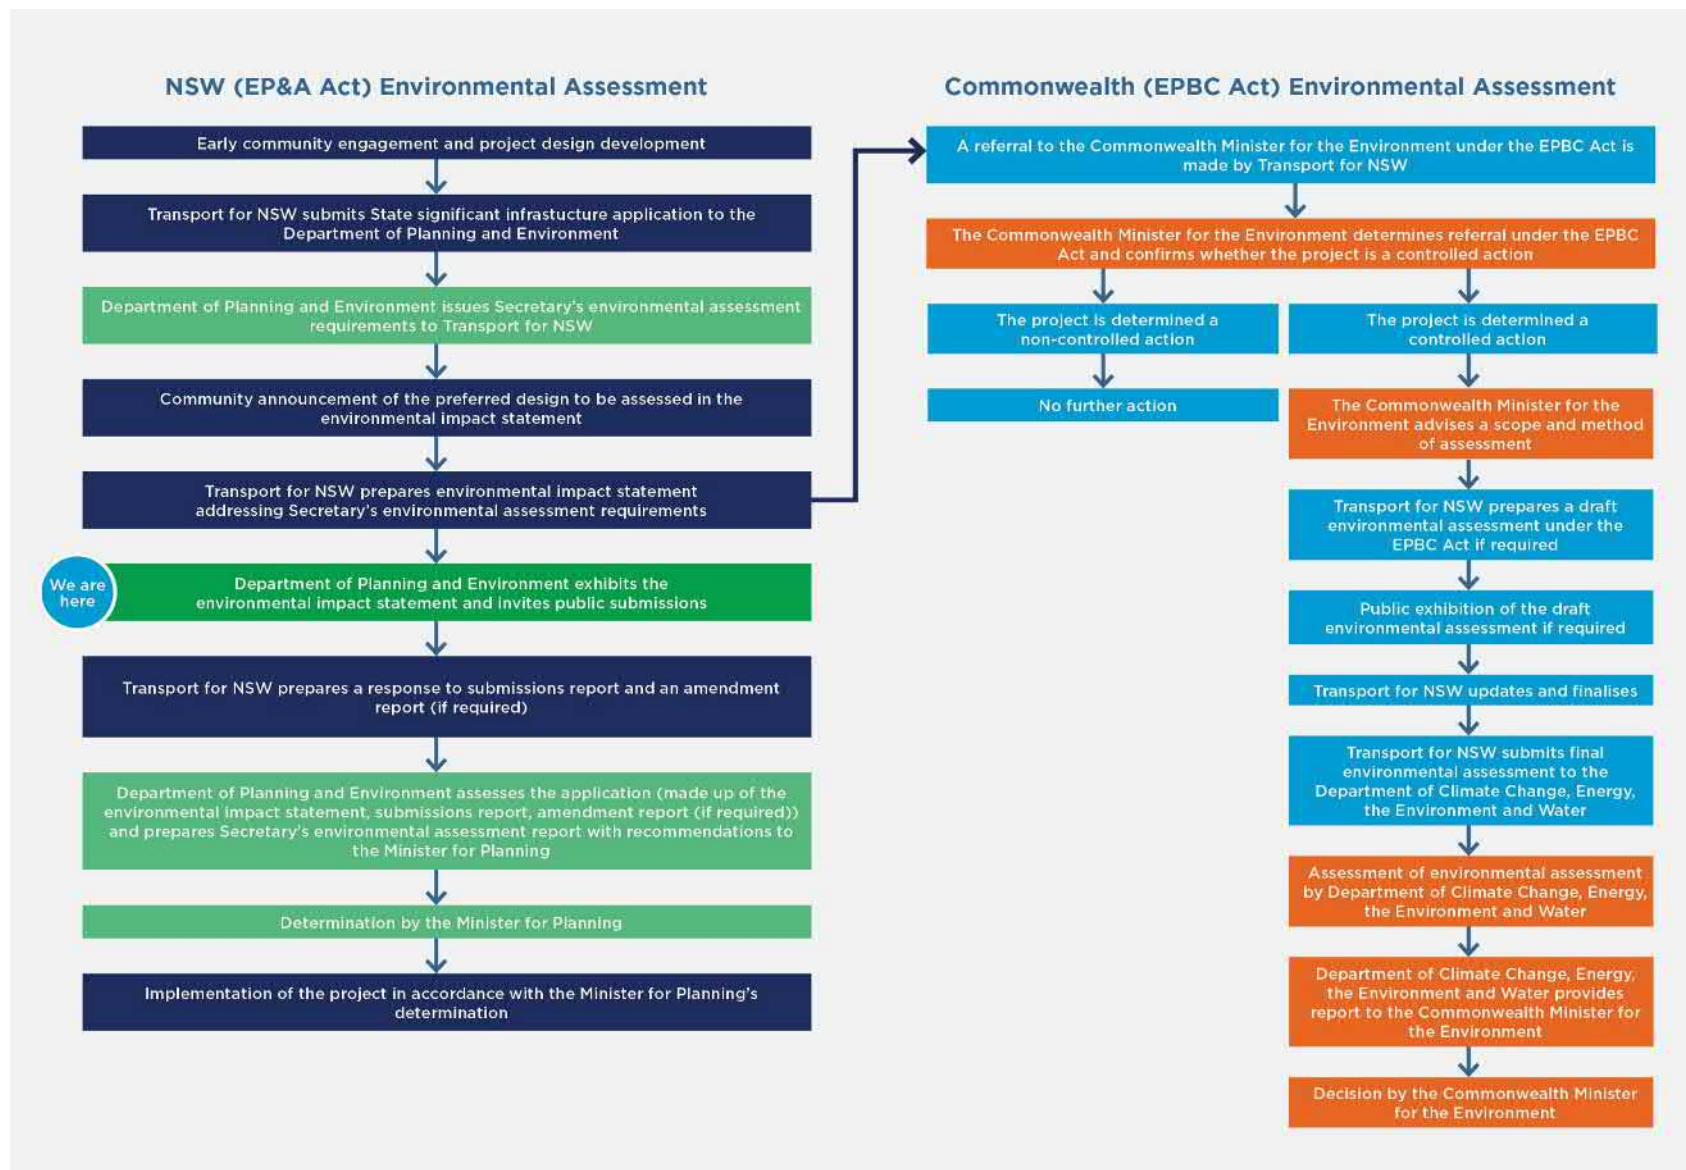 NSW (EP&A Act) Environmental Assessment
Early community engagement and project design development
Transport for NSW submits State significant infrastucture application to the
Department of Planning and Environment
Department of Planning and Environment issues Secretary's environmental assessment
requirements to Transport for NSW
Community announcement of the preferred design to be assessed in the
environmental impact statement
Transport for NSW prepares environmental impact statement
addressing Secretary's environmental assessment requirements
We are
here
Department of Planning and Environment exhibits the
environmental impact statement and invites public submissions
Transport for NSW prepares a response to submissions report and an amendment
report (if required)
Department of Planning and Environment assesses the application (made up of the
environmental impact statement, submissions report, amendment report (if required))
and prepares Secretary's environmental assessment report with recommendations to
the Minister for Planning
Determination by the Minister for Planning
Implementation of the project in accordance with the Minister for Planning's
determination
Commonwealth (EPBC Act) Environmental Assessment
A referral to the Commonwealth Minister for the Environment under the EPBC Act is
made by Transport for NSW
The Commonwealth Minister for the Environment determines referral under the EPBC
Act and confirms whether the project is a controlled action
The project is determined a
non-controlled action
No further action
The project is determined a
controlled action
The Commonwealth Minister for the
Environment advises a scope and method
of assessment
Transport for NSW prepares a draft
environmental assessment under the
EPBC Act if required
Public exhibition of the draft
environmental assessment if required
Transport for NSW updates and finalises
Transport for NSW submits final
environmental assessment to the
Department of Climate Change, Energy,
the Environment and Water
Assessment of environmental assessment
by Department of Climate Change, Energy,
the Environment and Water
Department of Climate Change, Energy,
the Environment and Water provides
report to the Commonwealth Minister for
the Environment
Decision by the Commonwealth Minister
for the Environment